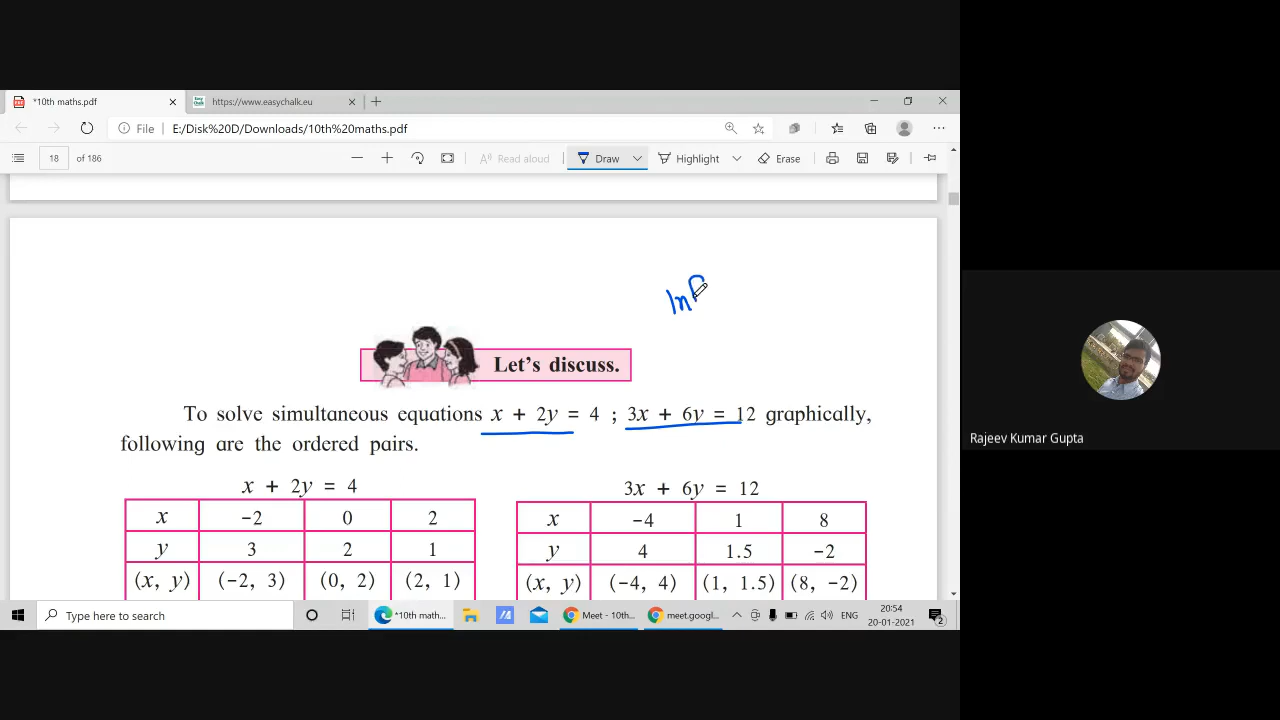 *10th maths.pdf
https://www.easychalk.eu
File E:/Disk%20D/Downloads/10th%20maths.pdf
18 of 186
Read aloud Draw Highlight Erase
Let's discuss.
To solve simultaneous equations x + 2y = 4 ; 3x + 6y = 12 graphically,
following are the ordered pairs.
x + 2y = 4
x -2 0 2
y 3 2 1
(x, y) (-2, 3) (0, 2) (2, 1)
3x + 6y = 12
x -4 1 8
y 4 1.5 -2
(x, y) (-4, 4) (1, 1.5) (8, -2)
Rajeev Kumar Gupta
Type here to search
*10th math...
Meet - 10th...
meet.googl...
ENG
20:54
20-01-2021
2